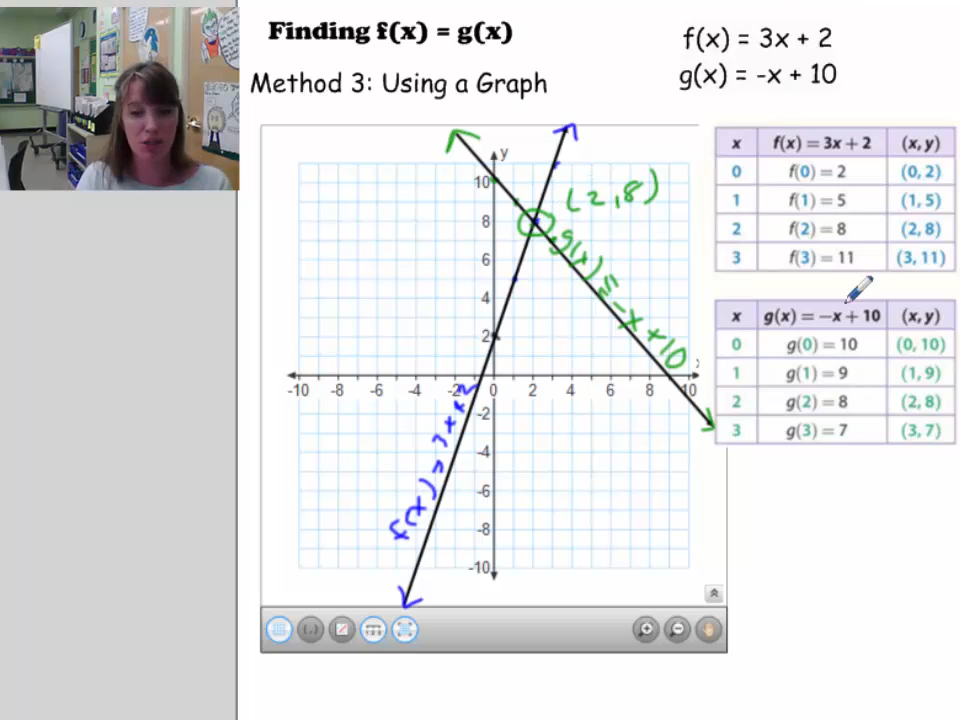 Finding f(x) = g(x)
Method 3: Using a Graph
f(x) = 3x + 2
g(x) = -x + 10
y
10
8
6
4
2
-10 -8 -6 -4 -2 0 2 4 6 8 10 x
-2
-4
-6
-8
-10
(2,8)
g(x) = -x + 10
f(x) = 3x + 2
x f(x) = 3x + 2 (x, y)
0 f(0) = 2 (0, 2)
1 f(1) = 5 (1, 5)
2 f(2) = 8 (2, 8)
3 f(3) = 11 (3, 11)
x g(x) = −x + 10 (x, y)
0 g(0) = 10 (0, 10)
1 g(1) = 9 (1, 9)
2 g(2) = 8 (2, 8)
3 g(3) = 7 (3, 7)
(,)